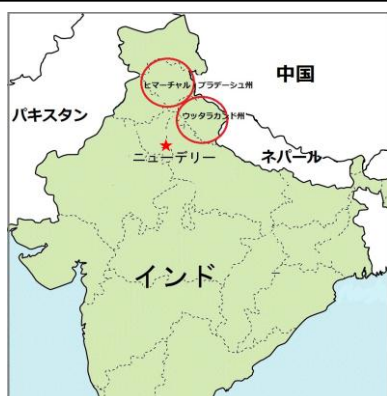 中国
ヒマーチャル プラデーシュ州
パキスタン
ウッタラカンド州
ネパール
ニューデリー
インド